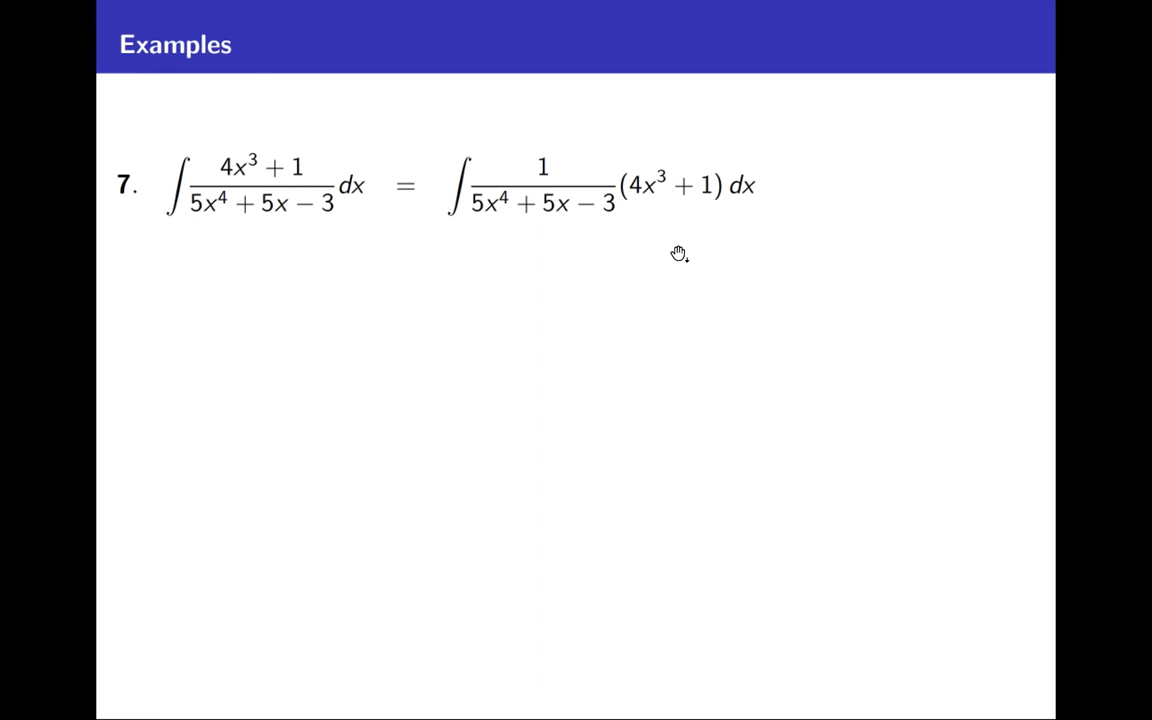 Examples
7. ∫ (4x³ + 1)/(5x⁴ + 5x − 3) dx = ∫ 1/(5x⁴ + 5x − 3) (4x³ + 1) dx